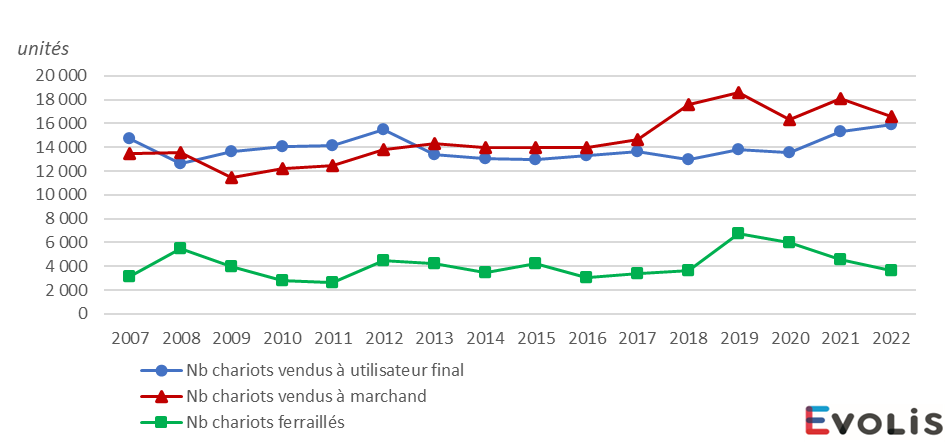 unités
20 000
18 000
16 000
14 000
12 000
10 000
8 000
6 000
4 000
2 000
0
2007 2008 2009 2010 2011 2012 2013 2014 2015 2016 2017 2018 2019 2020 2021 2022
Nb chariots vendus à utilisateur final
Nb chariots vendus à marchand
Nb chariots ferraillés
EVOLIS